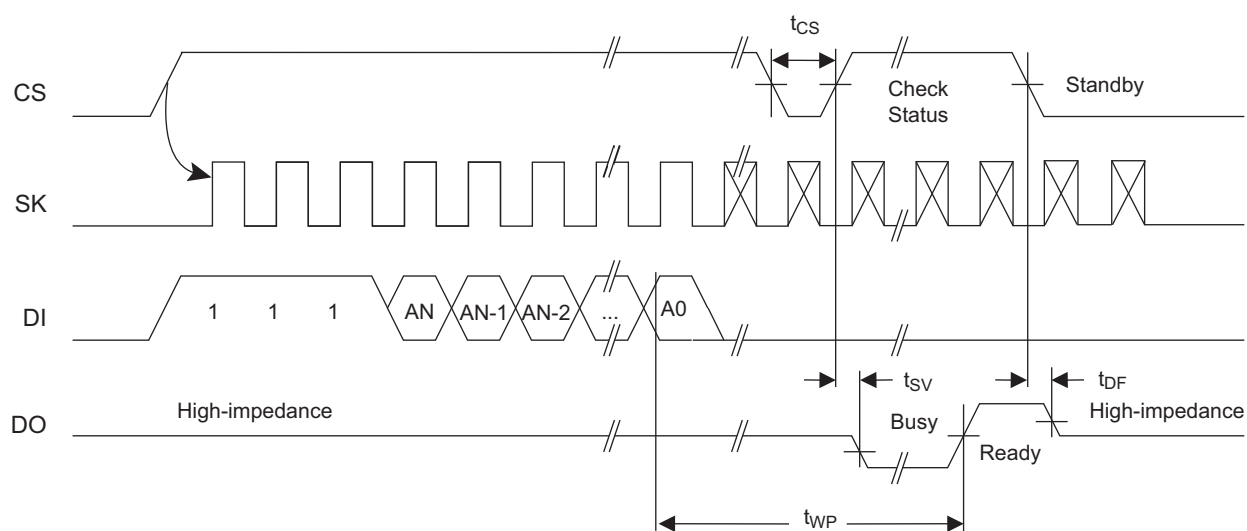 tCS
CS
Check
Status
Standby
SK
DI
1 1 1 AN AN-1 AN-2 ... A0
tSV
tDF
DO
High-impedance
Busy
Ready
High-impedance
tWP